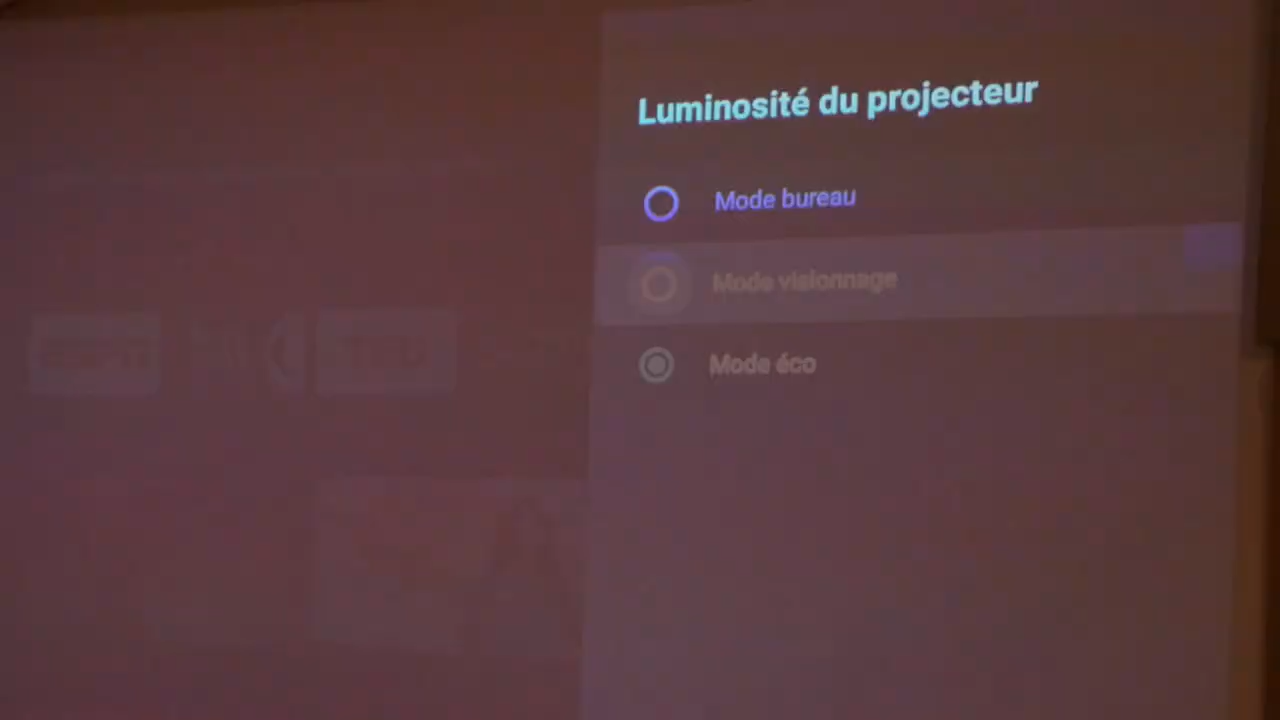 Luminosité du projecteur
Mode bureau
Mode visionnage
Mode éco